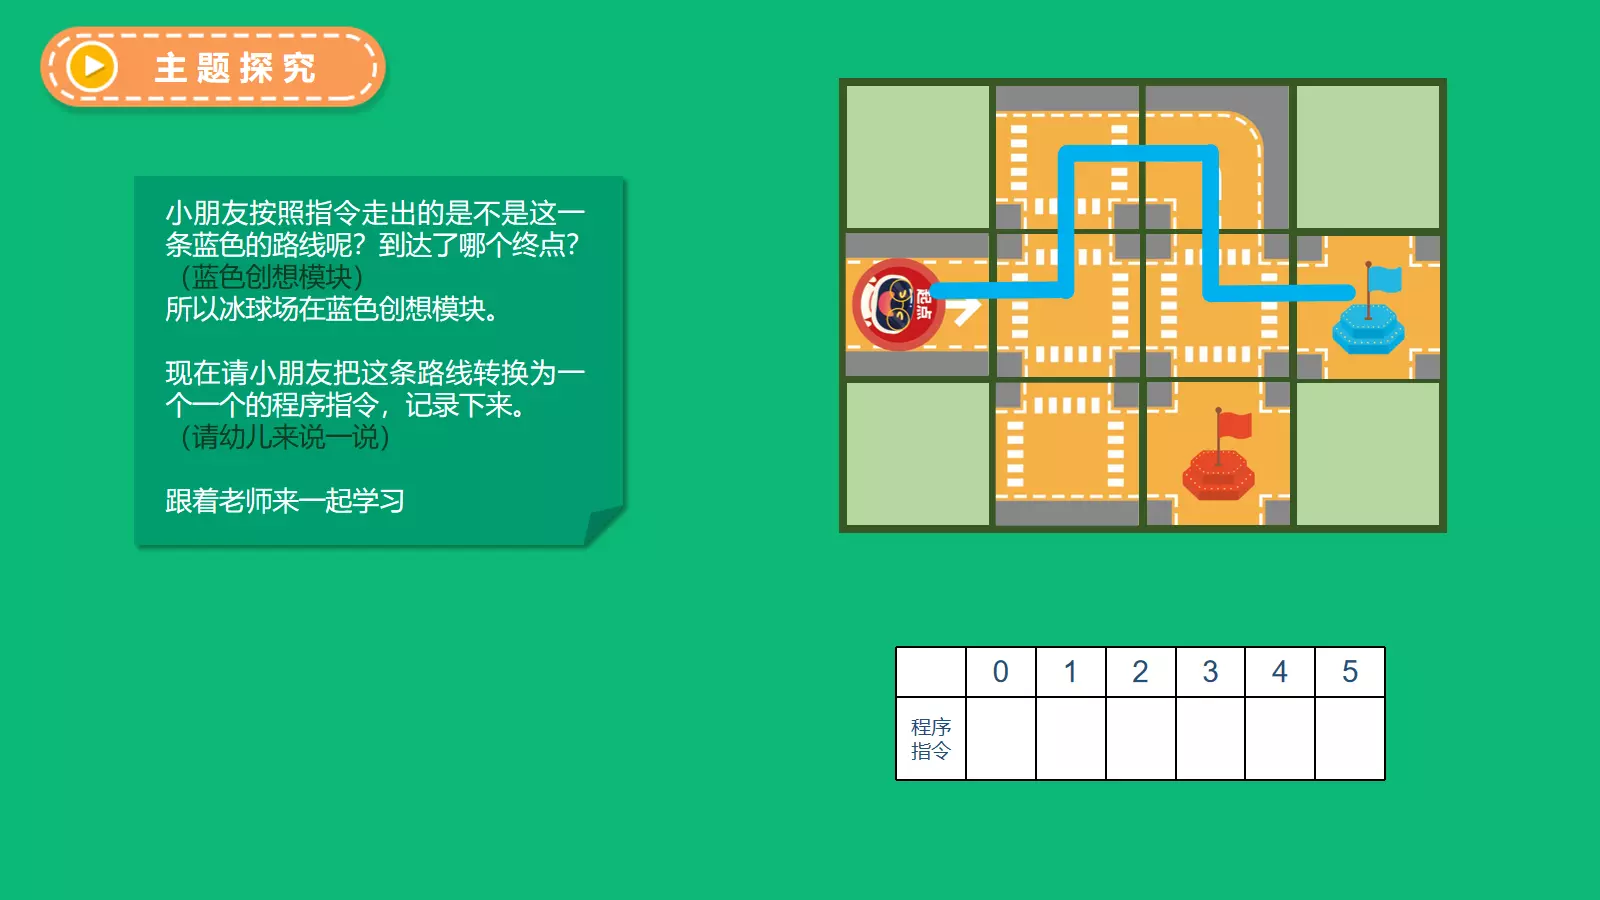 主题探究
小朋友按照指令走出的是不是这一
条蓝色的路线呢？到达了哪个终点？
（蓝色创想模块）
所以冰球场在蓝色创想模块。
现在请小朋友把这条路线转换为一
个一个的程序指令，记录下来。
（请幼儿来说一说）
跟着老师来一起学习
起点
0 1 2 3 4 5
程序
指令